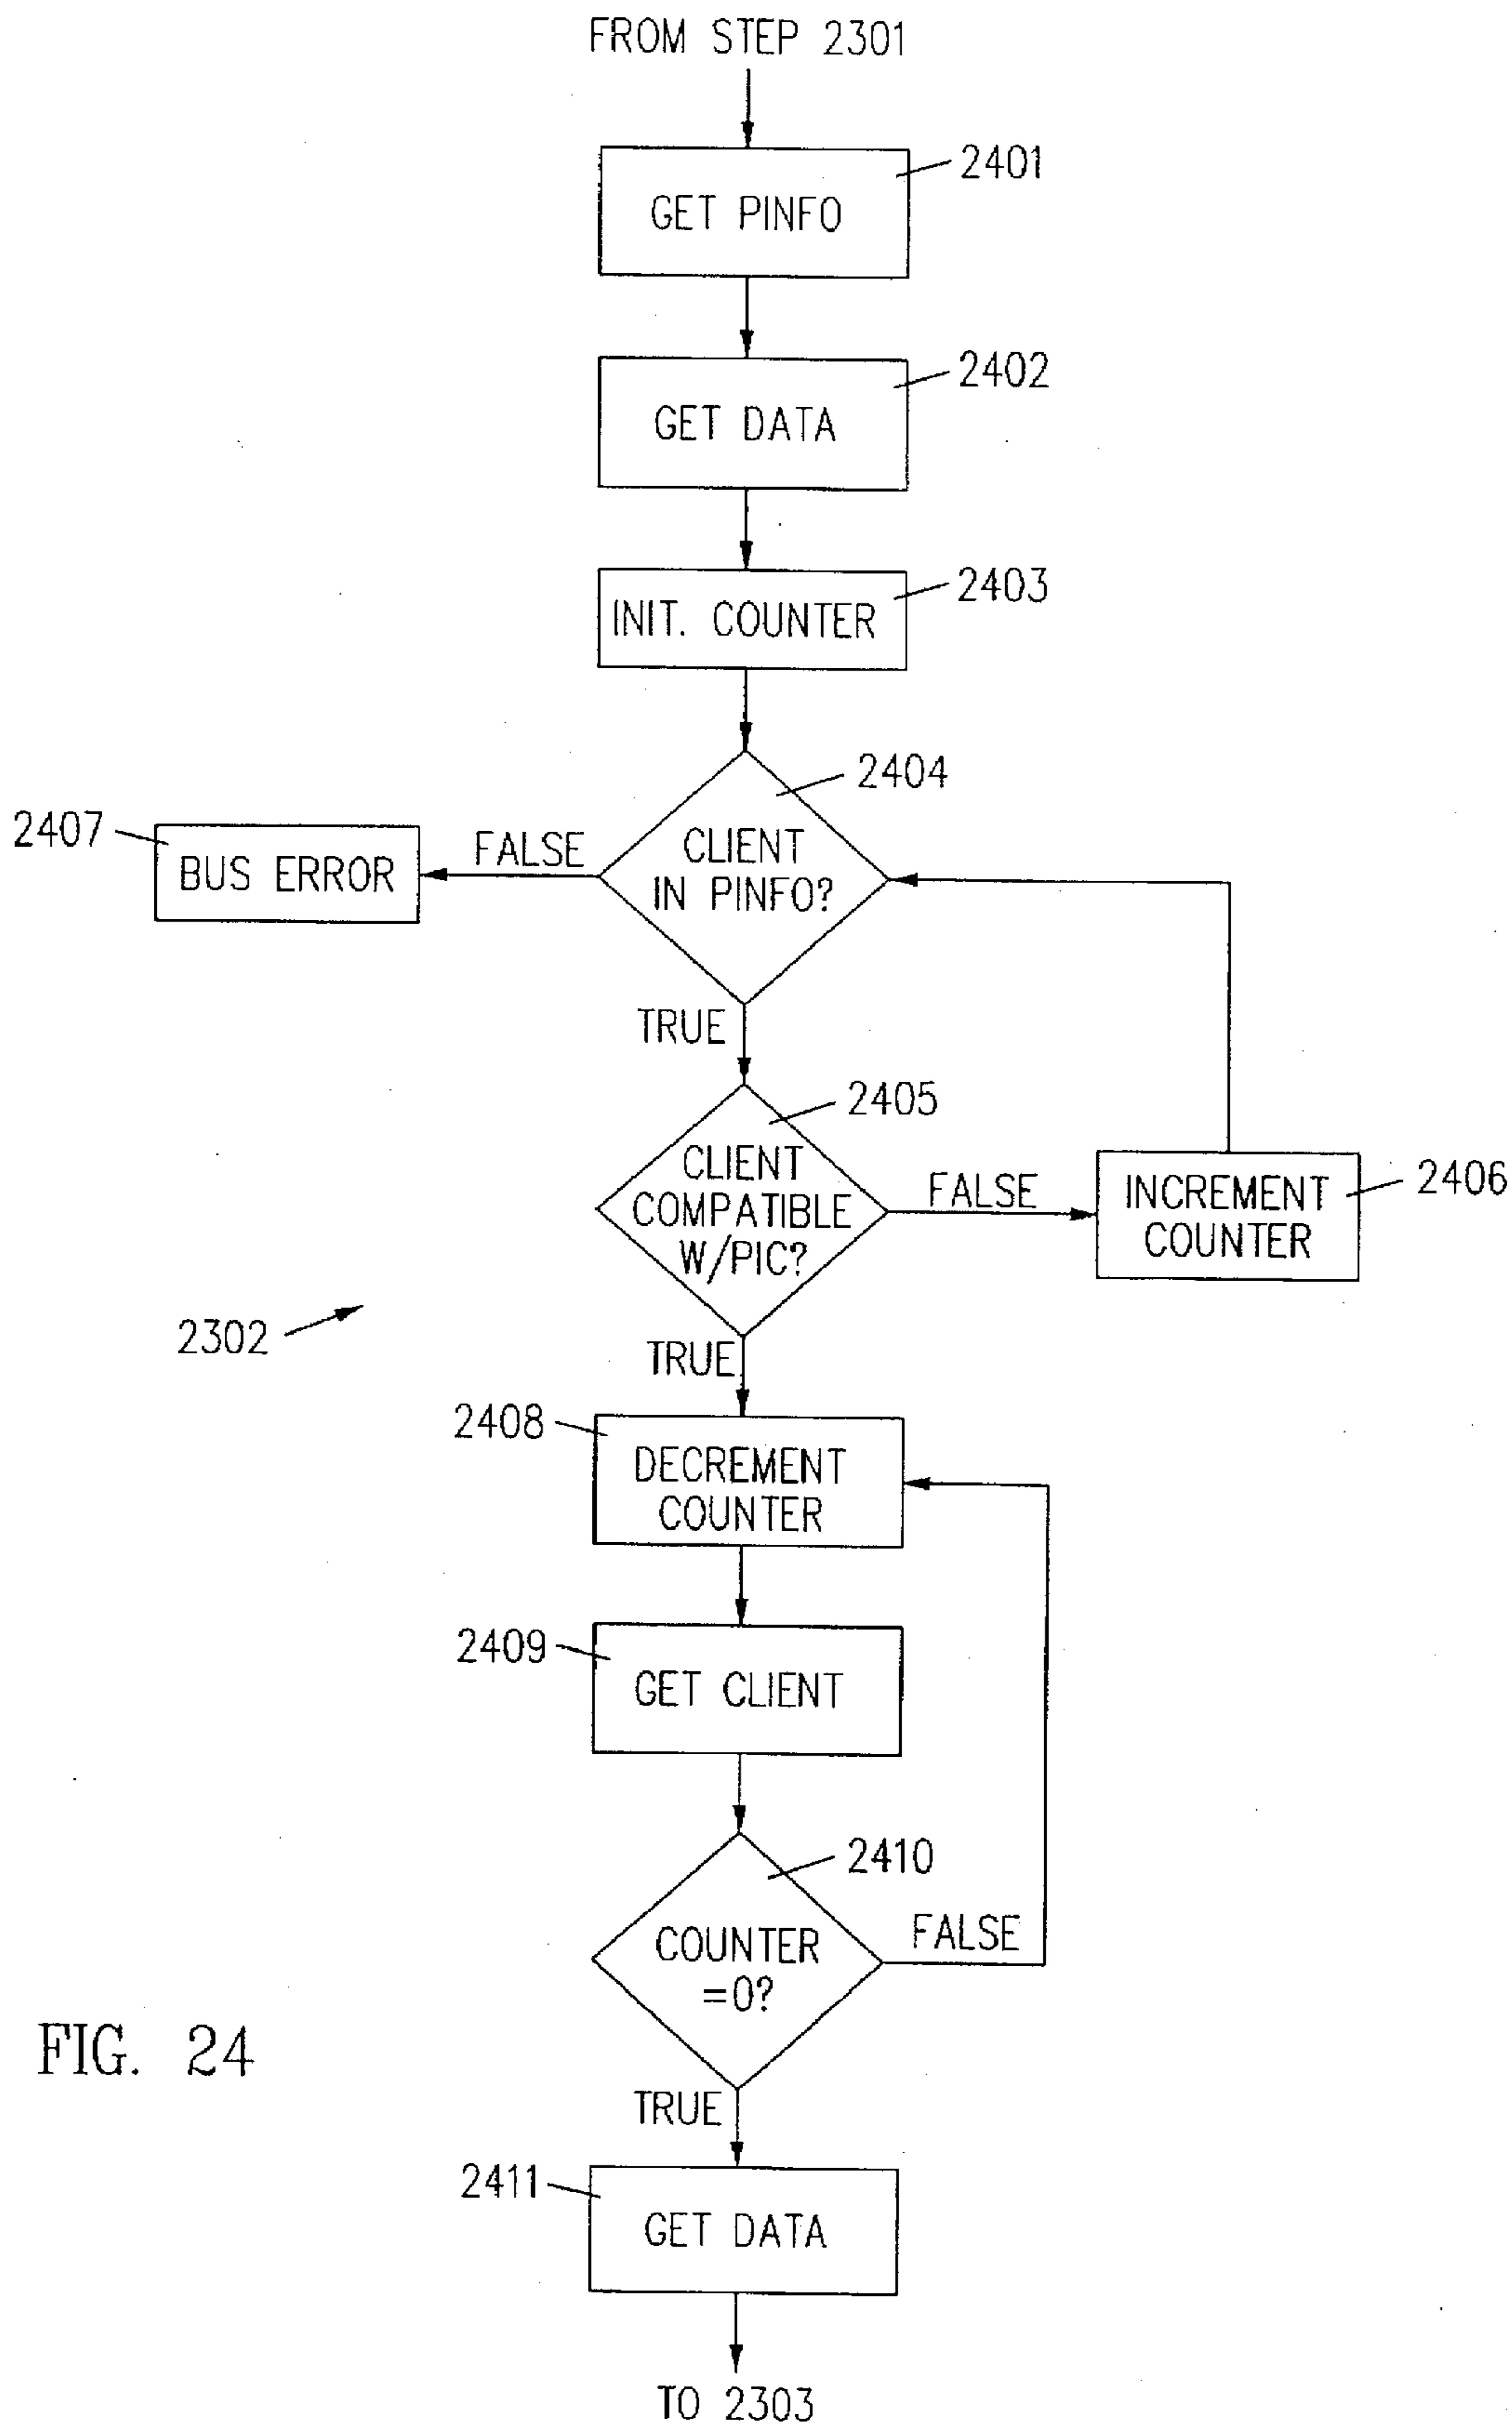 FROM STEP 2301
2401
GET PINFO
2402
GET DATA
2403
INIT. COUNTER
2404
CLIENT
IN PINFO?
FALSE
2407
BUS ERROR
TRUE
2405
CLIENT
COMPATIBLE
W/PIC?
FALSE
2406
INCREMENT
COUNTER
2302
TRUE
2408
DECREMENT
COUNTER
2409
GET CLIENT
2410
COUNTER
=0?
FALSE
FIG. 24
TRUE
2411
GET DATA
TO 2303